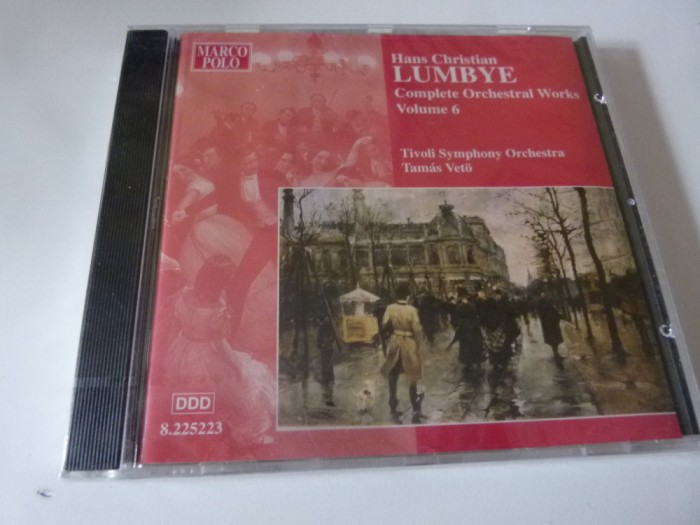 MARCO
POLO
Hans Christian
LUMBYE
Complete Orchestral Works
Volume 6
Tivoli Symphony Orchestra
Tamás Vetö
DDD
8.225223